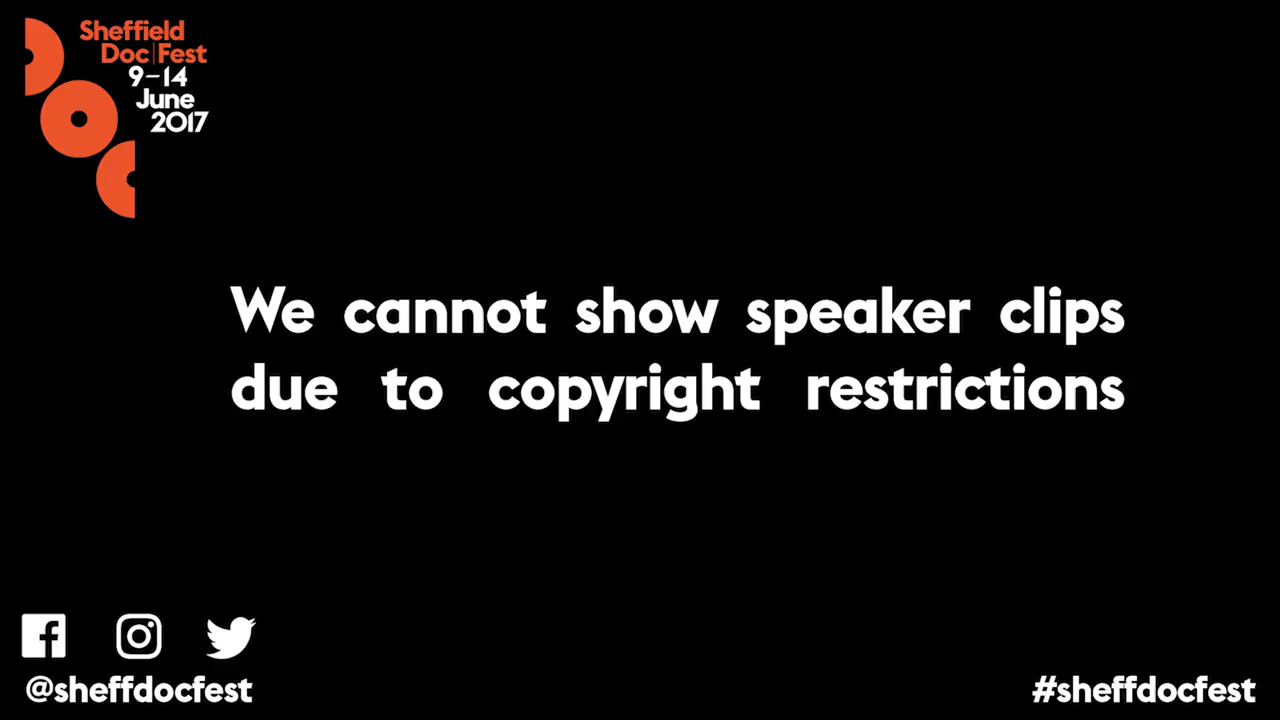 Sheffield
Doc|Fest
9–14
June
2017
We cannot show speaker clips
due to copyright restrictions
@sheffdocfest
#sheffdocfest